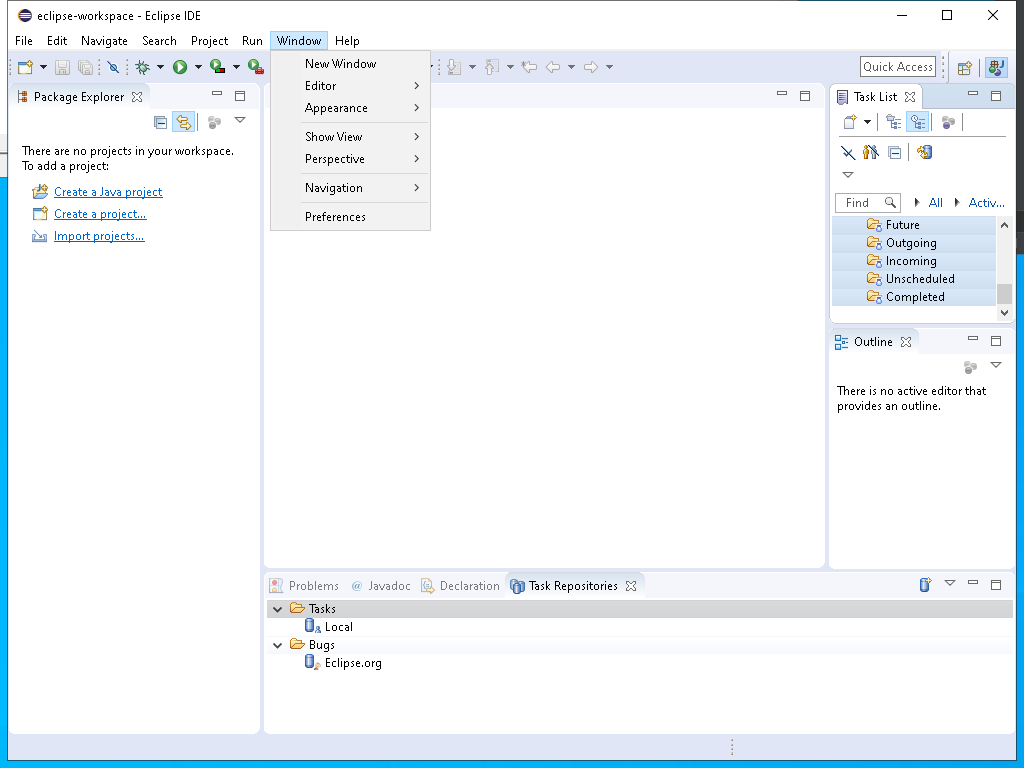 eclipse-workspace - Eclipse IDE
File Edit Navigate Search Project Run Window Help
New Window
Editor
Appearance
Show View
Perspective
Navigation
Preferences
Quick Access
Package Explorer
There are no projects in your workspace.
To add a project:
Create a Java project
Create a project...
Import projects...
Task List
Find All Activ...
Future
Outgoing
Incoming
Unscheduled
Completed
Outline
There is no active editor that
provides an outline.
Problems @ Javadoc Declaration Task Repositories
Tasks
Local
Bugs
Eclipse.org